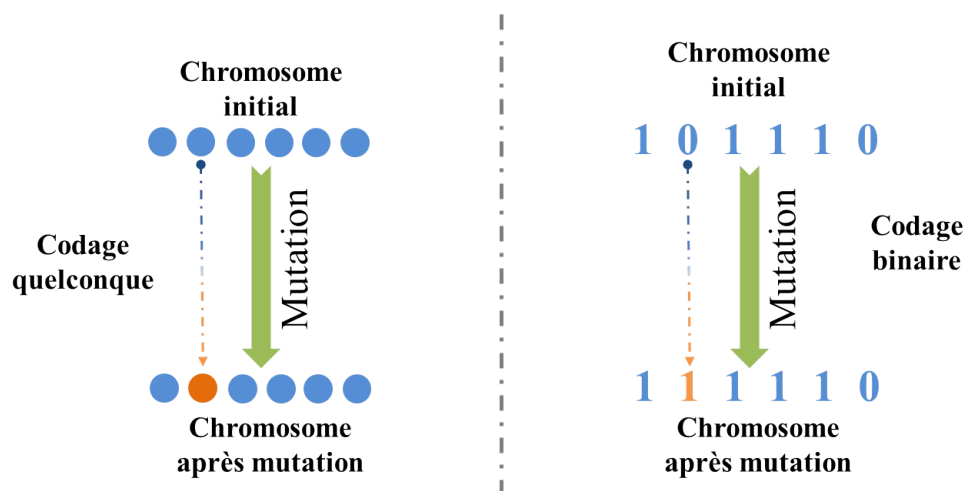 Chromosome
initial
Mutation
Codage
quelconque
Chromosome
après mutation
Chromosome
initial
1 0 1 1 1 0
Mutation
Codage
binaire
1 1 1 1 1 0
Chromosome
après mutation